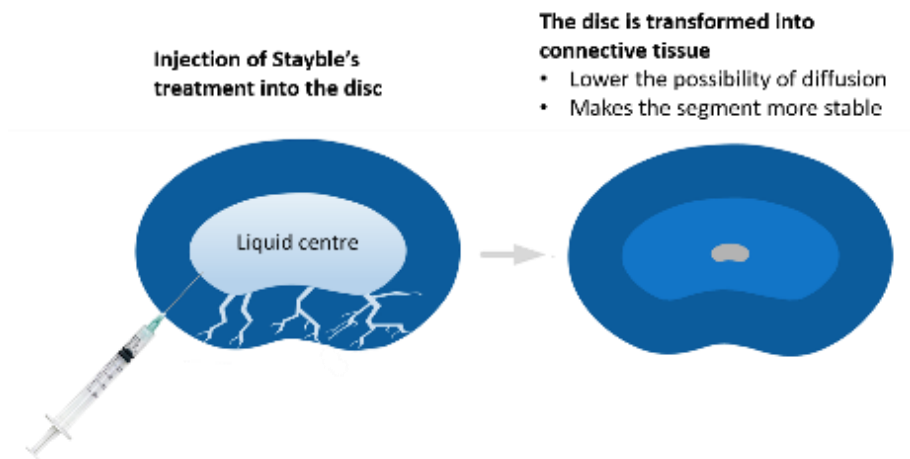 Injection of Stayble's
treatment into the disc
The disc is transformed into
connective tissue
• Lower the possibility of diffusion
• Makes the segment more stable
Liquid centre